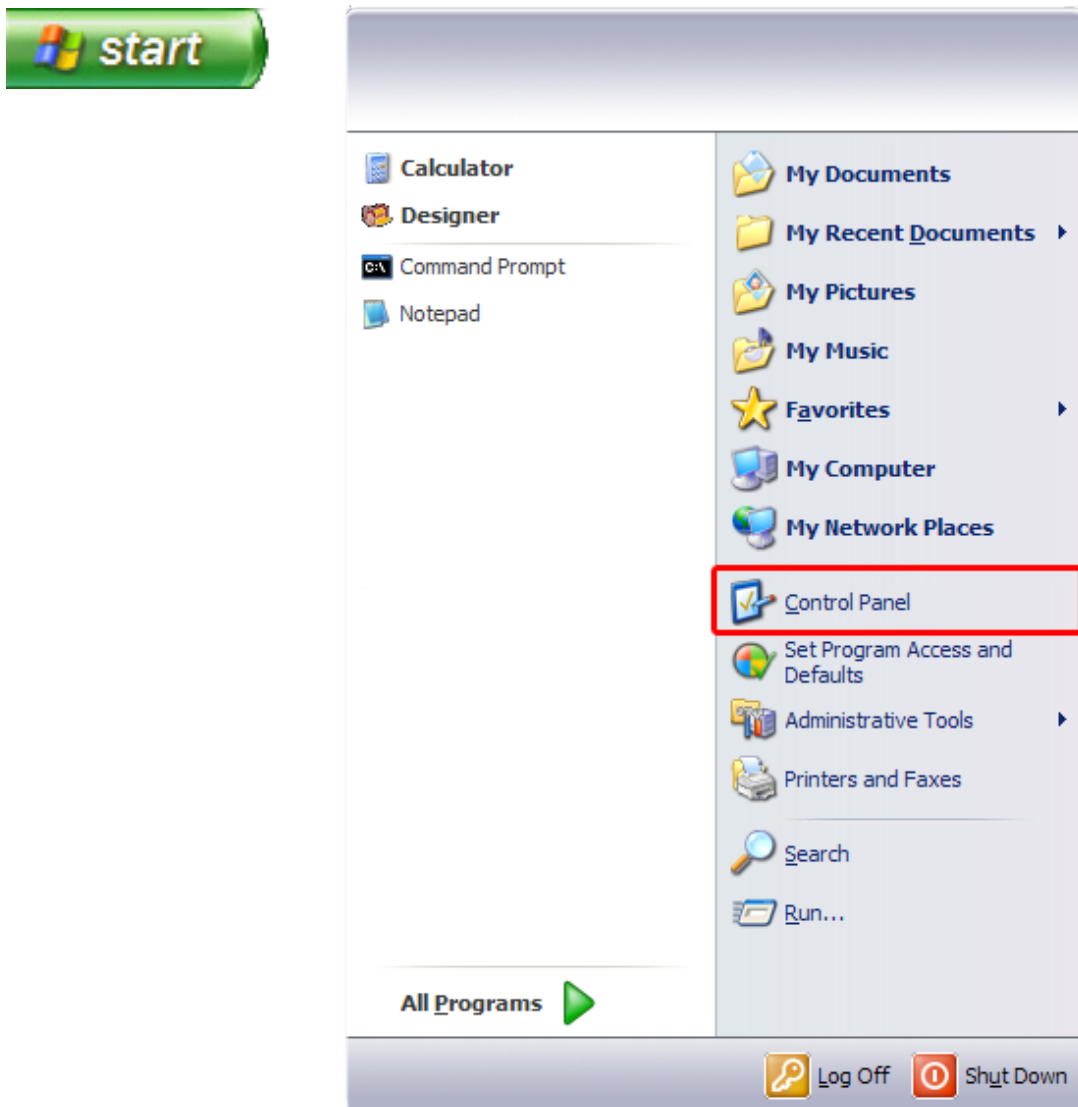 start
Calculator
Designer
Command Prompt
Notepad
All Programs
My Documents
My Recent Documents
My Pictures
My Music
Favorites
My Computer
My Network Places
Control Panel
Set Program Access and
Defaults
Administrative Tools
Printers and Faxes
Search
Run...
Log Off
Shut Down